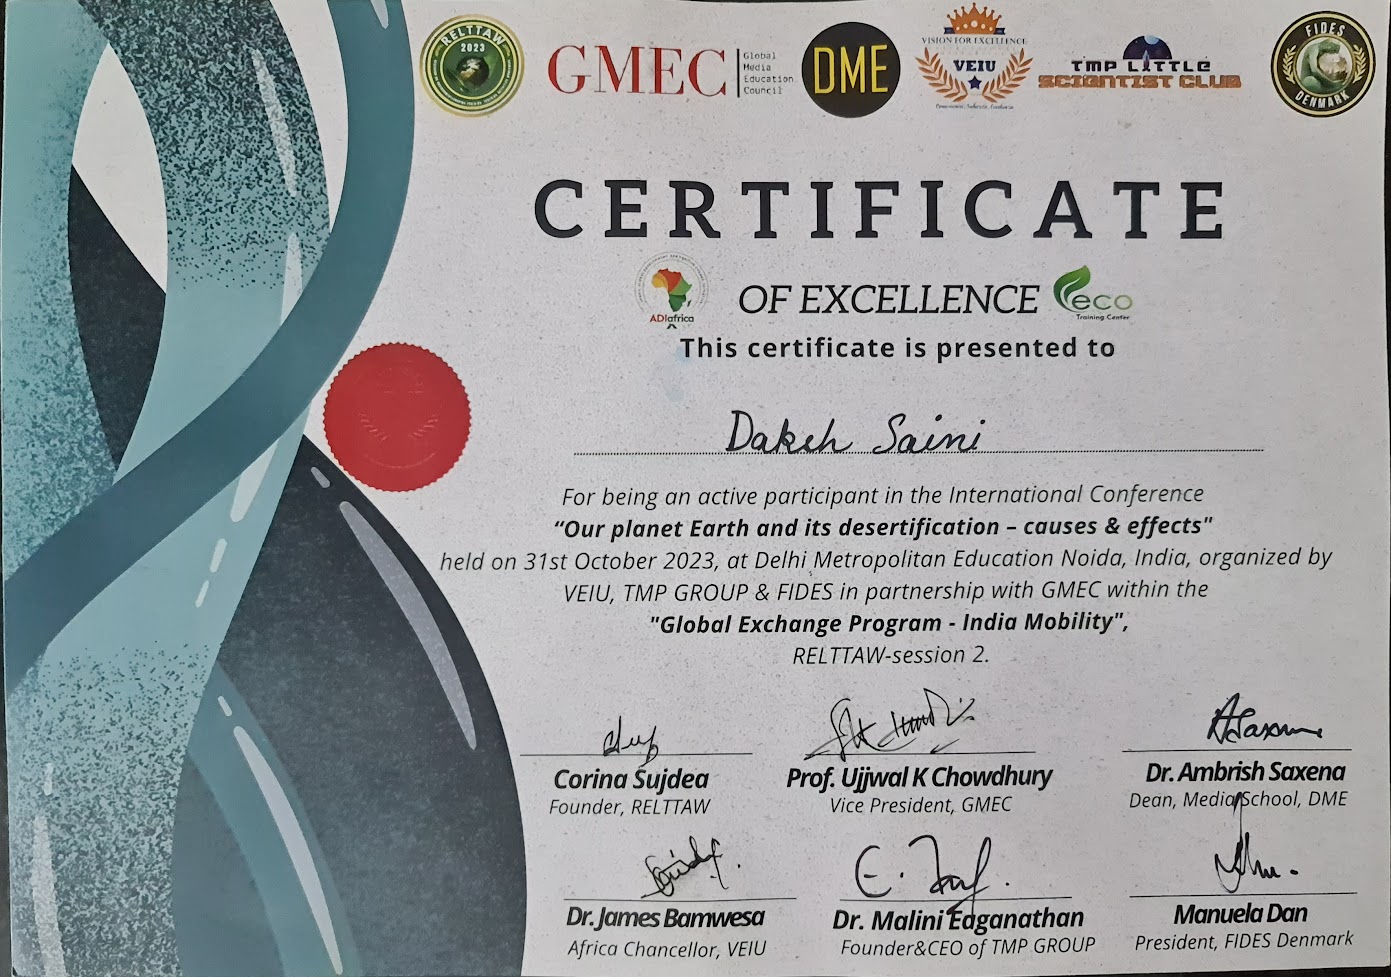 RELTTAW
2023
GMEC
Global
Media
Education
Council
DME
VISION FOR EXCELLENCE
VEIU
TMP LITTLE
SCIENTIST CLUB
FIDES
DENMARK
CERTIFICATE
ADIafrica
OF EXCELLENCE
eco
Training Center
This certificate is presented to
Dakeh Saini
For being an active participant in the International Conference
“Our planet Earth and its desertification – causes & effects"
held on 31st October 2023, at Delhi Metropolitan Education Noida, India, organized by
VEIU, TMP GROUP & FIDES in partnership with GMEC within the
"Global Exchange Program - India Mobility",
RELTTAW-session 2.
Corina Sujdea
Founder, RELTTAW
Prof. Ujjwal K Chowdhury
Vice President, GMEC
ASaxena
Dr. Ambrish Saxena
Dean, Media School, DME
Dr. James Bamwesa
Africa Chancellor, VEIU
Dr. Malini Eaganathan
Founder&CEO of TMP GROUP
Manuela Dan
President, FIDES Denmark